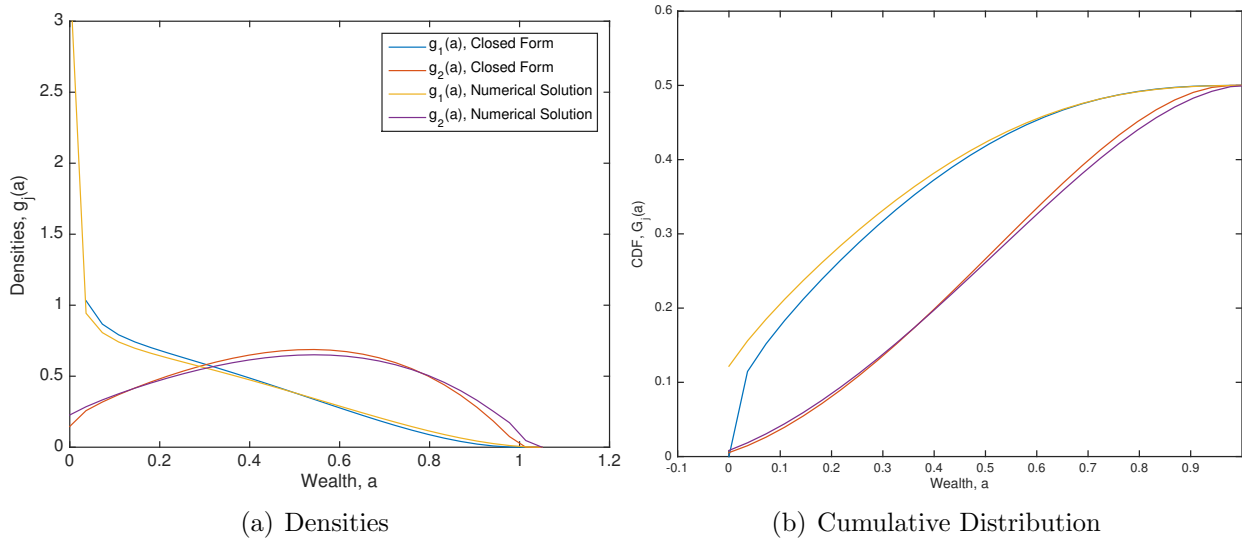 3
2.5
2
1.5
1
0.5
0
0 0.2 0.4 0.6 0.8 1 1.2
Densities, g_j(a)
Wealth, a
g_1(a), Closed Form
g_2(a), Closed Form
g_1(a), Numerical Solution
g_2(a), Numerical Solution
(a) Densities
0.6
0.5
0.4
0.3
0.2
0.1
0
-0.1 0 0.1 0.2 0.3 0.4 0.5 0.6 0.7 0.8 0.9
CDF, G_j(a)
Wealth, a
(b) Cumulative Distribution